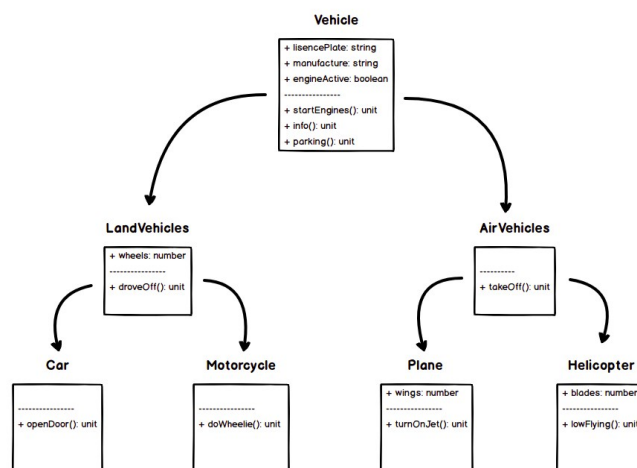 Vehicle
+ lisencePlate: string
+ manufacture: string
+ engineActive: boolean
----------------
+ startEngines(): unit
+ info(): unit
+ parking(): unit
LandVehicles
+ wheels: number
----------------
+ droveOff(): unit
AirVehicles
----------
+ takeOff(): unit
Car
----------------
+ openDoor(): unit
Motorcycle
----------------
+ doWheelie(): unit
Plane
+ wings: number
----------------
+ turnOnJet(): unit
Helicopter
+ blades: number
----------------
+ lowFlying(): unit